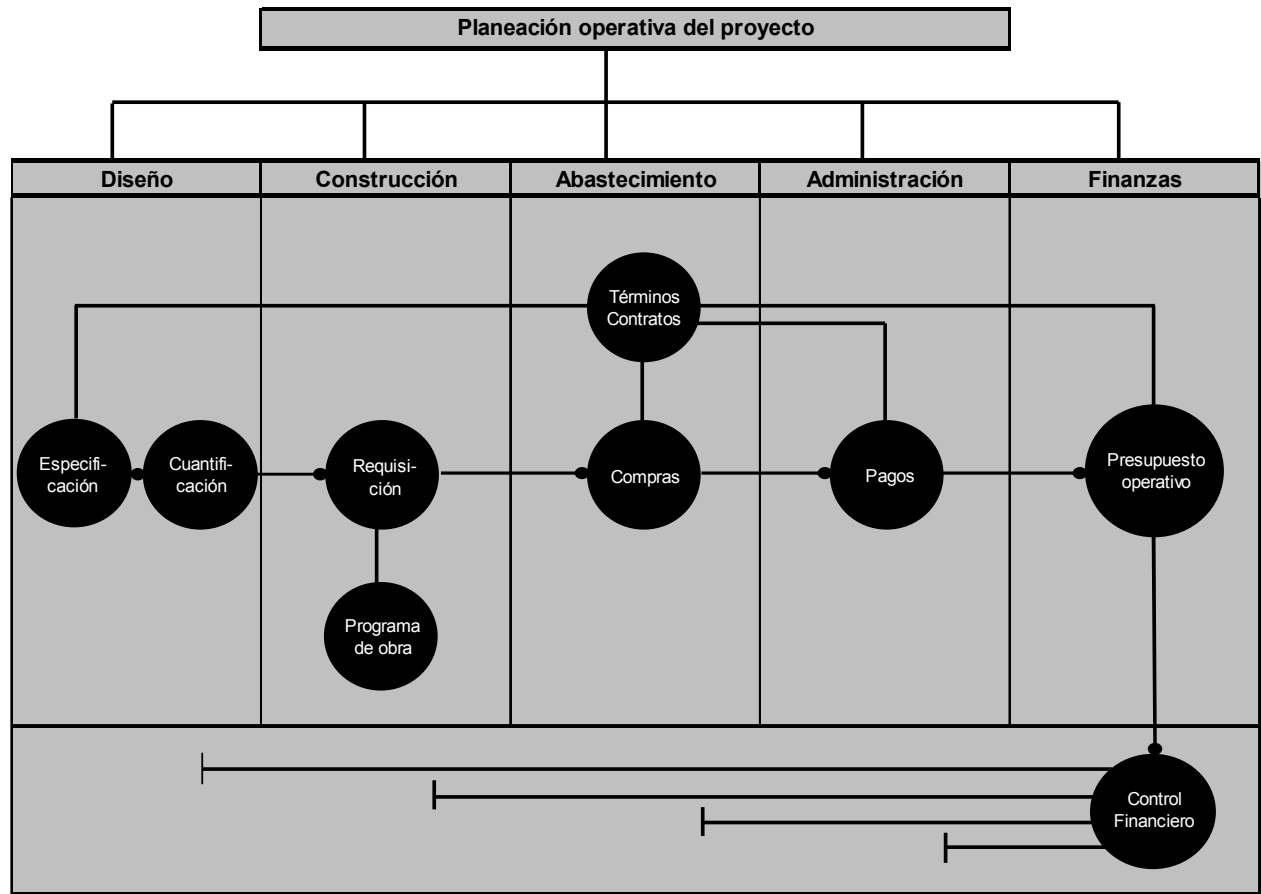 Planeación operativa del proyecto
Diseño
Construcción
Abastecimiento
Administración
Finanzas
Términos
Contratos
Especifi-
cación
Cuantifi-
cación
Requisi-
ción
Compras
Pagos
Presupuesto
operativo
Programa
de obra
Control
Financiero